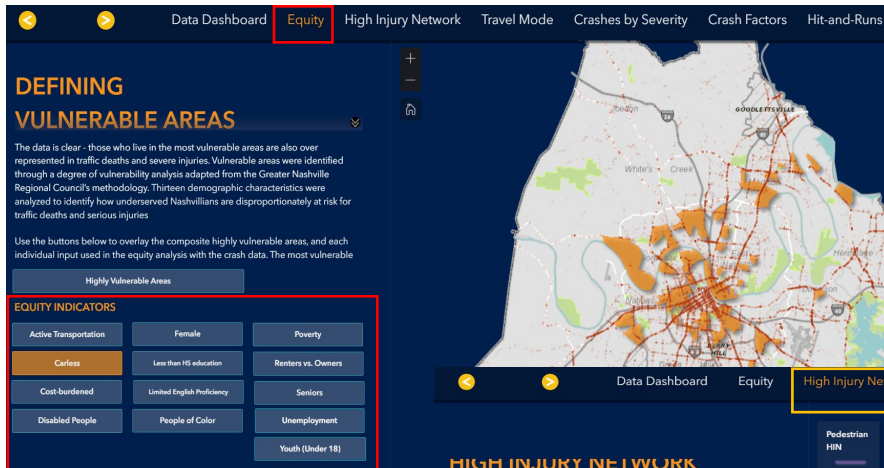 Data Dashboard Equity High Injury Network Travel Mode Crashes by Severity Crash Factors Hit-and-Runs
DEFINING
VULNERABLE AREAS
The data is clear - those who live in the most vulnerable areas are also over
represented in traffic deaths and severe injuries. Vulnerable areas were identified
through a degree of vulnerability analysis adapted from the Greater Nashville
Regional Council's methodology. Thirteen demographic characteristics were
analyzed to identify how underserved Nashvillians are disproportionately at risk for
traffic deaths and serious injuries
Use the buttons below to overlay the composite highly vulnerable areas, and each
individual input used in the equity analysis with the crash data. The most vulnerable
Highly Vulnerable Areas
EQUITY INDICATORS
Active Transportation Female Poverty
Carless Less than HS education Renters vs. Owners
Cost-burdened Limited English Proficiency Seniors
Disabled People People of Color Unemployment
Youth (Under 18)
Joelton
GOODLETTSVILLE
White's Creek
BERRY
HILL
Data Dashboard Equity High Injury Ne
Pedestrian
HIN
HIGH INJURY NETWORK